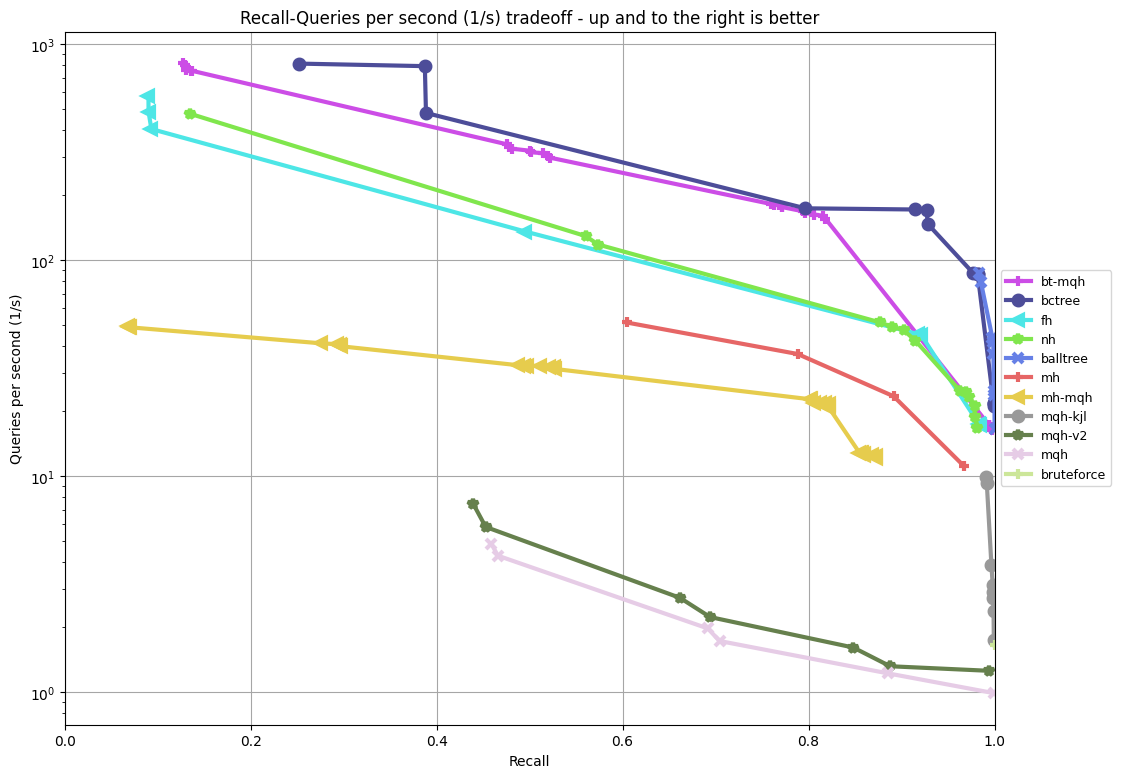 Recall-Queries per second (1/s) tradeoff - up and to the right is better
Queries per second (1/s)
10³
10²
10¹
10⁰
0.0 0.2 0.4 0.6 0.8 1.0
Recall
bt-mqh
bctree
fh
nh
balltree
mh
mh-mqh
mqh-kjl
mqh-v2
mqh
bruteforce